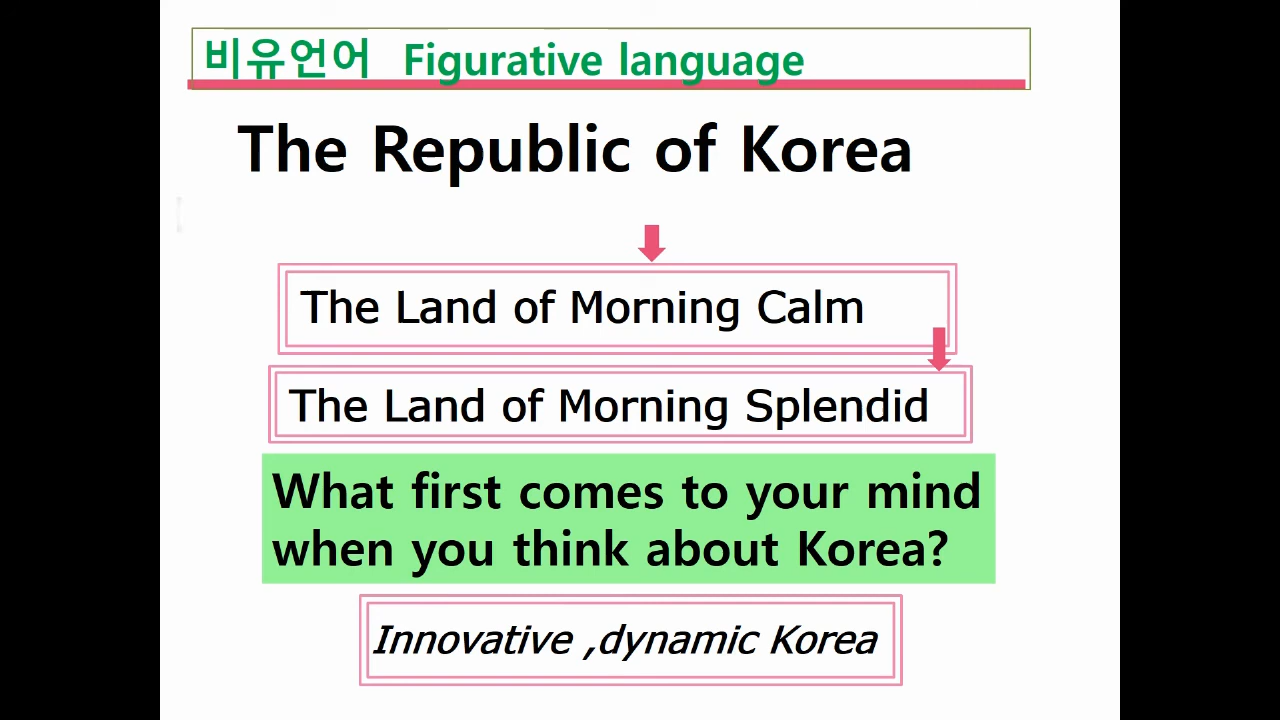 비유언어 Figurative language
The Republic of Korea
The Land of Morning Calm
The Land of Morning Splendid
What first comes to your mind
when you think about Korea?
Innovative ,dynamic Korea